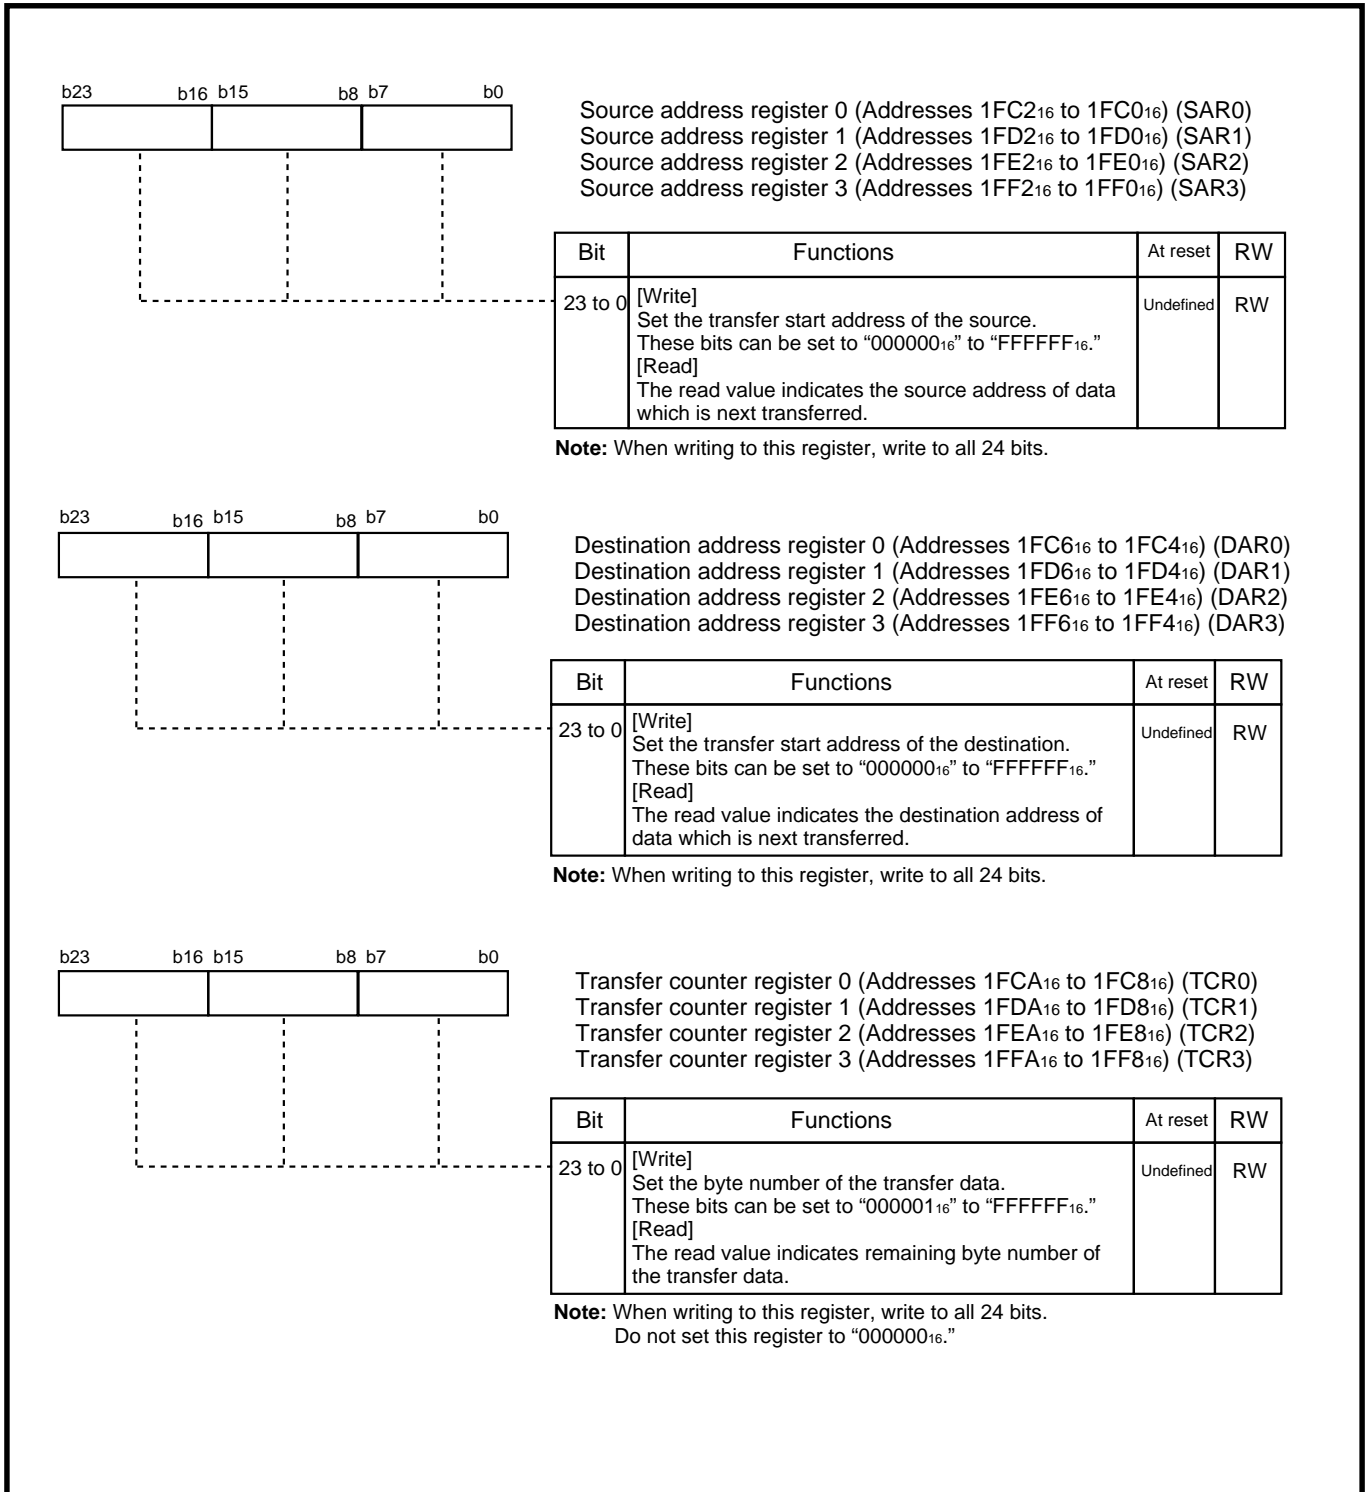 b23 b16 b15 b8 b7 b0
Source address register 0 (Addresses 1FC2₁₆ to 1FC0₁₆) (SAR0)
Source address register 1 (Addresses 1FD2₁₆ to 1FD0₁₆) (SAR1)
Source address register 2 (Addresses 1FE2₁₆ to 1FE0₁₆) (SAR2)
Source address register 3 (Addresses 1FF2₁₆ to 1FF0₁₆) (SAR3)
Bit Functions At reset RW
23 to 0 [Write] Undefined RW
Set the transfer start address of the source.
These bits can be set to “000000₁₆” to “FFFFFF₁₆.”
[Read]
The read value indicates the source address of data
which is next transferred.
Note: When writing to this register, write to all 24 bits.
b23 b16 b15 b8 b7 b0
Destination address register 0 (Addresses 1FC6₁₆ to 1FC4₁₆) (DAR0)
Destination address register 1 (Addresses 1FD6₁₆ to 1FD4₁₆) (DAR1)
Destination address register 2 (Addresses 1FE6₁₆ to 1FE4₁₆) (DAR2)
Destination address register 3 (Addresses 1FF6₁₆ to 1FF4₁₆) (DAR3)
Bit Functions At reset RW
23 to 0 [Write] Undefined RW
Set the transfer start address of the destination.
These bits can be set to “000000₁₆” to “FFFFFF₁₆.”
[Read]
The read value indicates the destination address of
data which is next transferred.
Note: When writing to this register, write to all 24 bits.
b23 b16 b15 b8 b7 b0
Transfer counter register 0 (Addresses 1FCA₁₆ to 1FC8₁₆) (TCR0)
Transfer counter register 1 (Addresses 1FDA₁₆ to 1FD8₁₆) (TCR1)
Transfer counter register 2 (Addresses 1FEA₁₆ to 1FE8₁₆) (TCR2)
Transfer counter register 3 (Addresses 1FFA₁₆ to 1FF8₁₆) (TCR3)
Bit Functions At reset RW
23 to 0 [Write] Undefined RW
Set the byte number of the transfer data.
These bits can be set to “000001₁₆” to “FFFFFF₁₆.”
[Read]
The read value indicates remaining byte number of
the transfer data.
Note: When writing to this register, write to all 24 bits.
Do not set this register to “000000₁₆.”